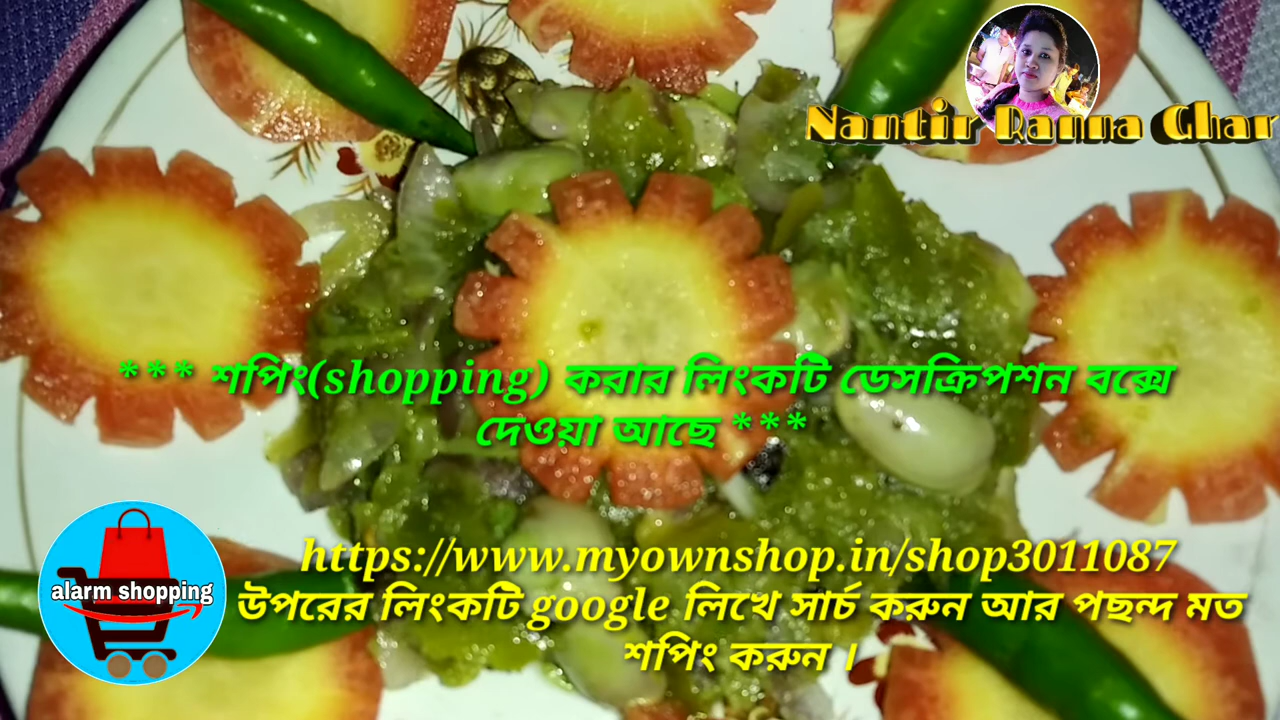 Nantir Ranna Ghar
*** শপিং(shopping) করার লিংকটি ডেসক্রিপশন বক্সে
দেওয়া আছে ***
alarm shopping
https://www.myownshop.in/shop3011087
উপরের লিংকটি google লিখে সার্চ করুন আর পছন্দ মত
শপিং করুন ।